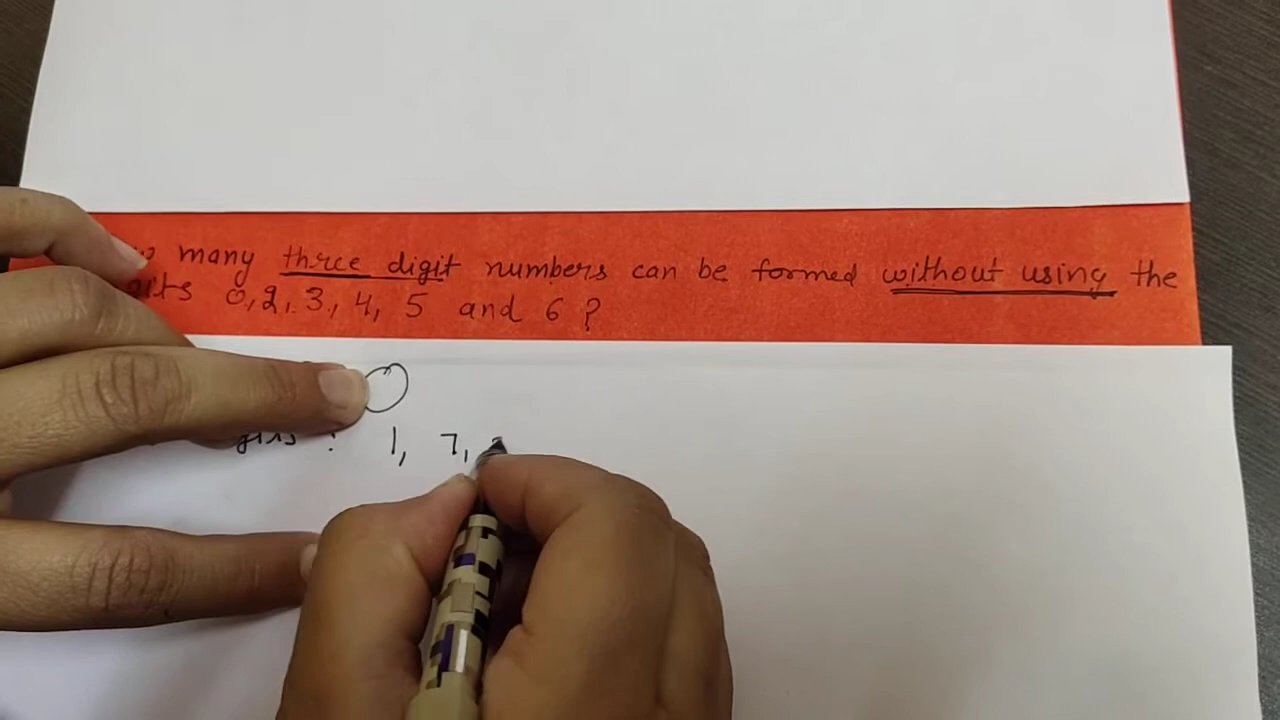 many three digit numbers can be formed without using the
0, 2, 3, 4, 5 and 6 ?
: 1, 7,